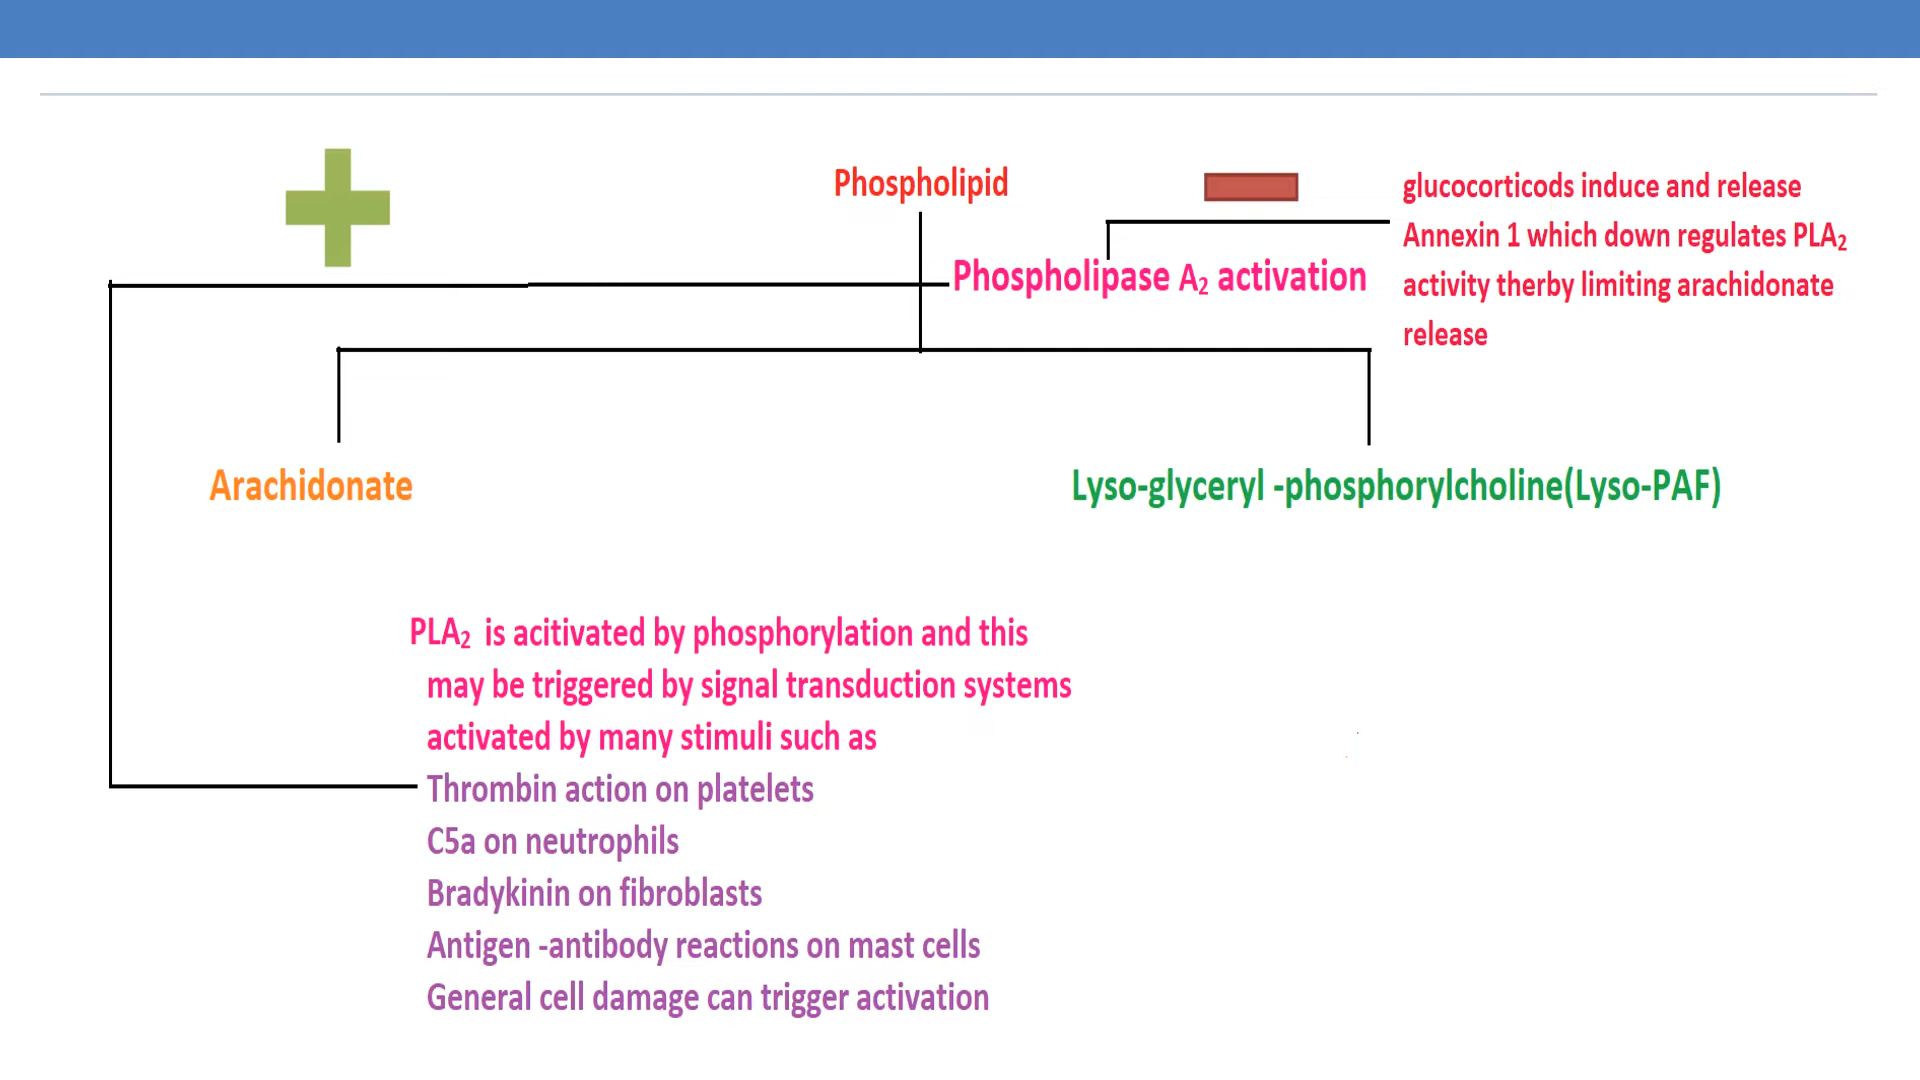 Phospholipid
glucocorticods induce and release
Annexin 1 which down regulates PLA₂
Phospholipase A₂ activation
activity therby limiting arachidonate
release
Arachidonate
Lyso-glyceryl -phosphorylcholine(Lyso-PAF)
PLA₂ is acitivated by phosphorylation and this
may be triggered by signal transduction systems
activated by many stimuli such as
Thrombin action on platelets
C5a on neutrophils
Bradykinin on fibroblasts
Antigen -antibody reactions on mast cells
General cell damage can trigger activation